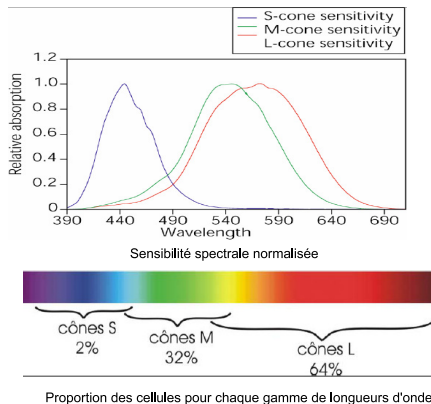 S-cone sensitivity
M-cone sensitivity
L-cone sensitivity
Relative absorption
1.2
1.0
0.8
0.6
0.4
0.2
0
390 440 490 540 590 640 690
Wavelength
Sensibilité spectrale normalisée
cônes S
2%
cônes M
32%
cônes L
64%
Proportion des cellules pour chaque gamme de longueurs d'onde